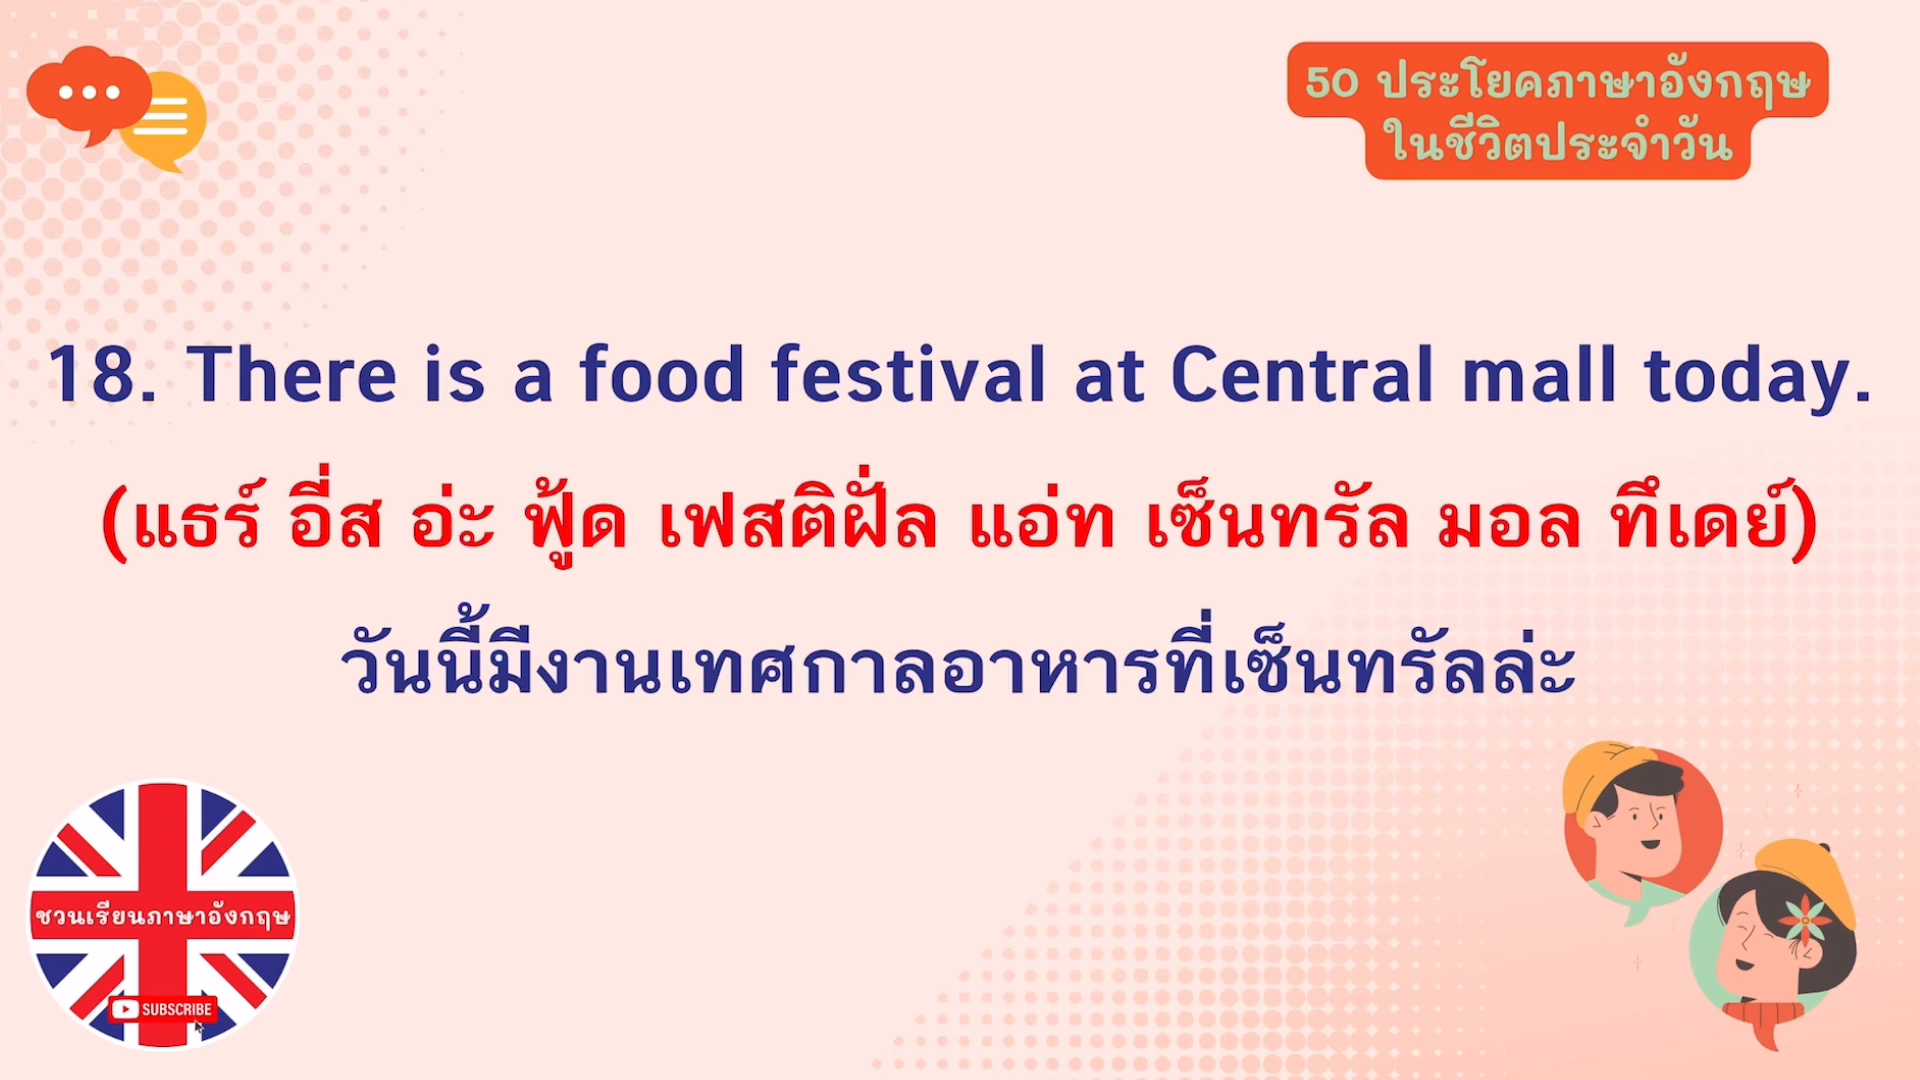 50 ประโยคภาษาอังกฤษ
ในชีวิตประจำวัน
18. There is a food festival at Central mall today.
(แธร์ อี่ส อ่ะ ฟู้ด เฟสติฝั่ล แอ่ท เซ็นทรัล มอล ทึเดย์)
วันนี้มีงานเทศกาลอาหารที่เซ็นทรัลล่ะ
ชวนเรียนภาษาอังกฤษ
SUBSCRIBE